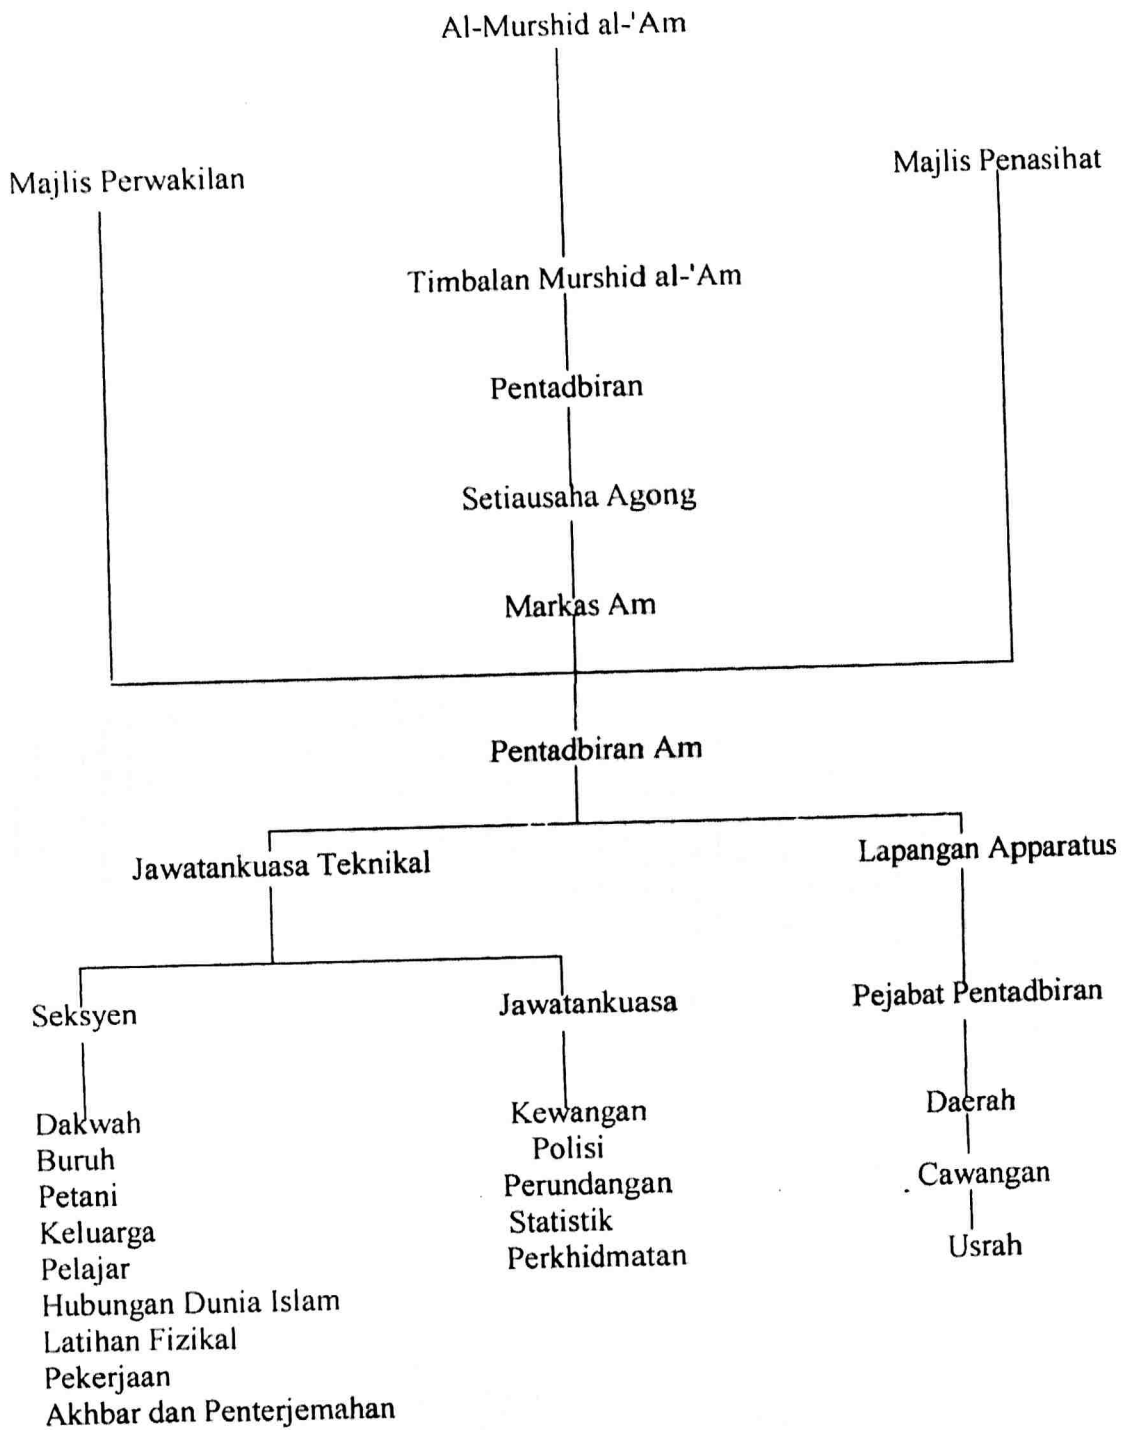 Al-Murshid al-'Am
Majlis Perwakilan
Majlis Penasihat
Timbalan Murshid al-'Am
Pentadbiran
Setiausaha Agong
Markas Am
Pentadbiran Am
Jawatankuasa Teknikal
Lapangan Apparatus
Seksyen
Jawatankuasa
Pejabat Pentadbiran
Dakwah
Buruh
Petani
Keluarga
Pelajar
Hubungan Dunia Islam
Latihan Fizikal
Pekerjaan
Akhbar dan Penterjemahan
Kewangan
Polisi
Perundangan
Statistik
Perkhidmatan
Daerah
Cawangan
Usrah